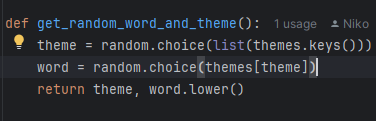 def get_random_word_and_theme():  1 usage  Niko
    theme = random.choice(list(themes.keys()))
    word = random.choice(themes[theme])
    return theme, word.lower()